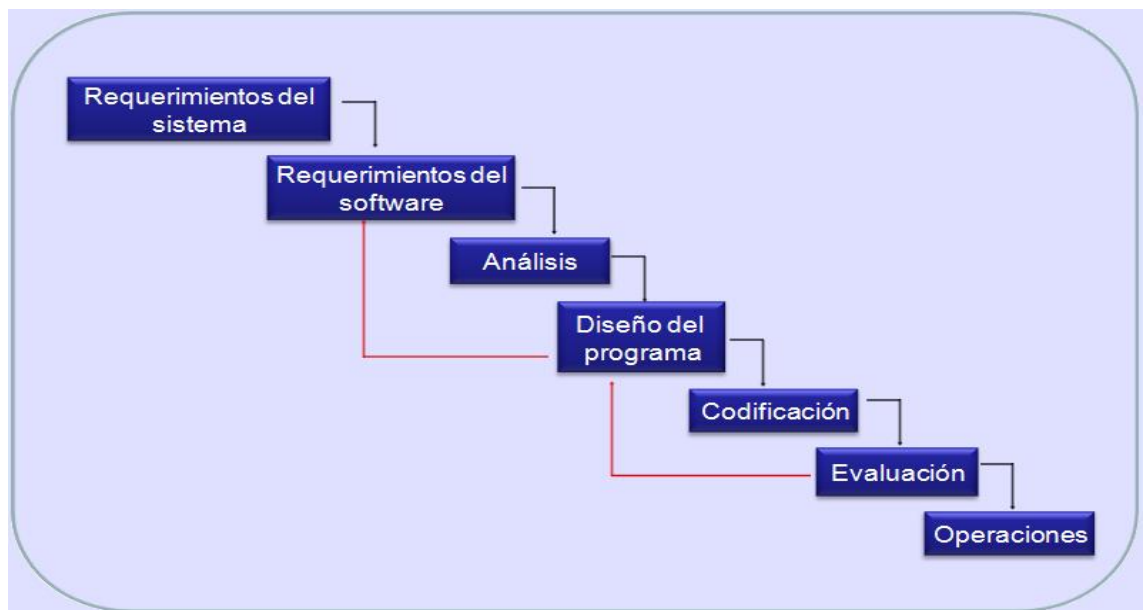 Requerimientos del
sistema
Requerimientos del
software
Análisis
Diseño del
programa
Codificación
Evaluación
Operaciones